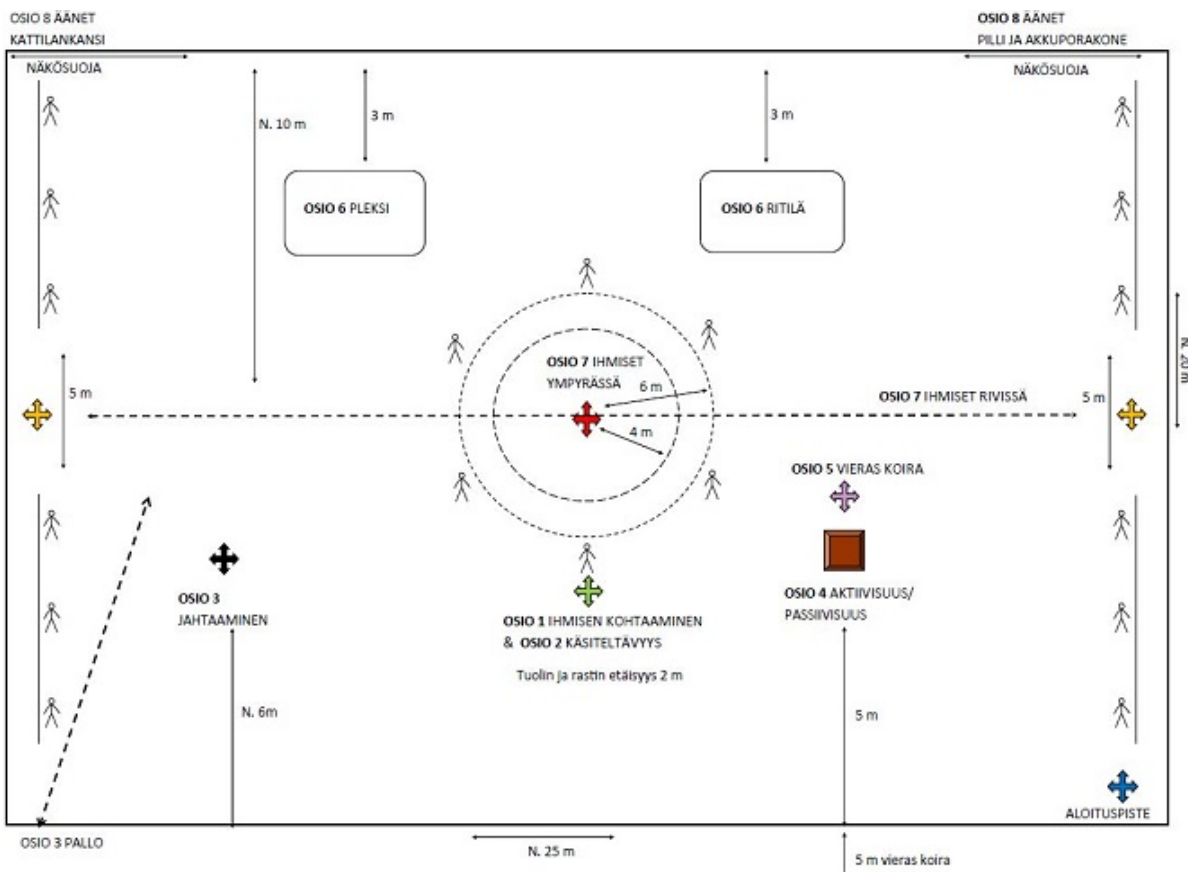 OSIO 8 ÄÄNET
KATTILANKANSI
OSIO 8 ÄÄNET
PILLI JA AKKUPORAKONE
NÄKÖSUOJA
NÄKÖSUOJA
N. 10 m
3 m
3 m
OSIO 6 PLEKSI
OSIO 6 RITILÄ
OSIO 7 IHMISET
YMPYRÄSSÄ
6 m
4 m
5 m
OSIO 7 IHMISET RIVISSÄ
5 m
N. 20 m
OSIO 5 VIERAS KOIRA
OSIO 3
JAHTAAMINEN
OSIO 1 IHMISEN KOHTAAMINEN
& OSIO 2 KÄSITELTÄVYYS
Tuolin ja rastin etäisyys 2 m
OSIO 4 AKTIIVISUUS/
PASSIIVISUUS
N. 6m
5 m
ALOITUSPISTE
OSIO 3 PALLO
N. 25 m
5 m vieras koira